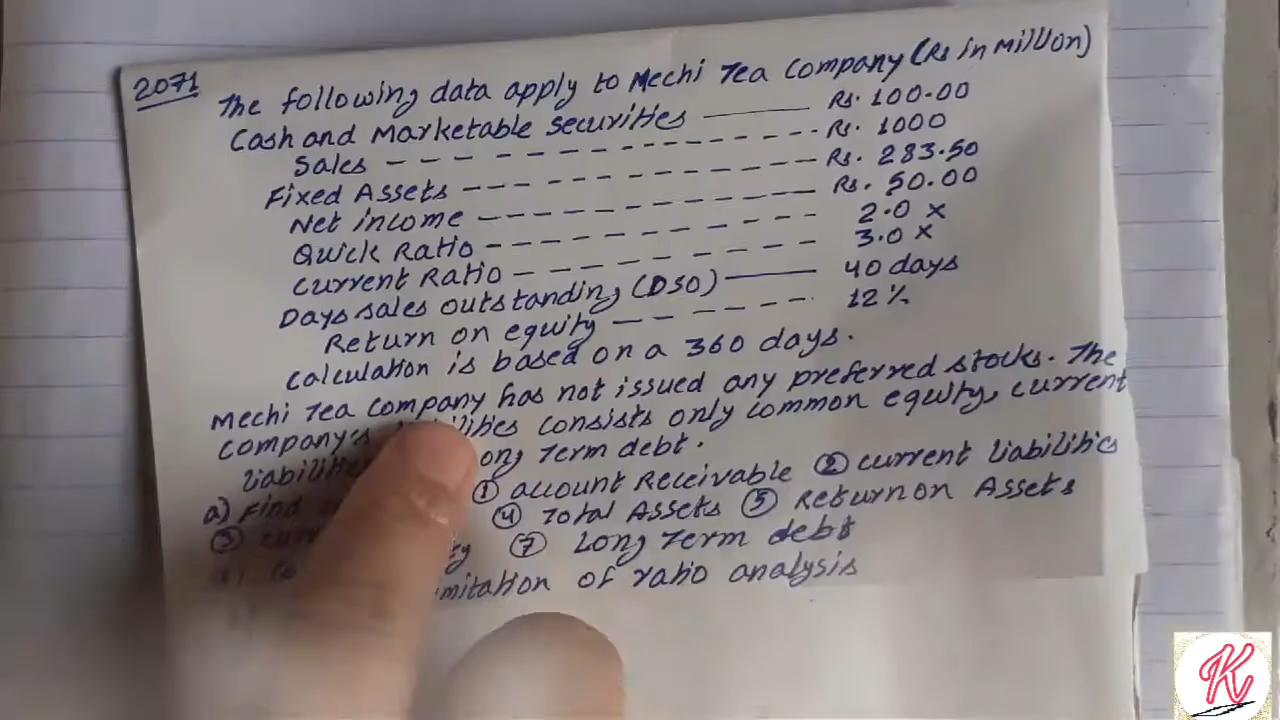 2071
The following data apply to Mechi Tea Company (Rs in Million)
Cash and Marketable Securities ——— Rs. 100.00
Sales ------------- Rs. 1000
Fixed Assets ----------- Rs. 283.50
Net income ----------- Rs. 50.00
Quick Ratio ---------- 2.0 x
Current Ratio --------- 3.0 x
Days sales outstanding (DSO) ——— 40 days
Return on equity ------ 12%
Calculation is based on a 360 days.
Mechi Tea Company has not issued any preferred stocks. The
company's consists only common equity, current
Term debt.
a) Find ① account Receivable ② current liabilities
③ ④ Total Assets ⑤ Return on Assets
⑦ Long Term debt
of ratio analysis
K